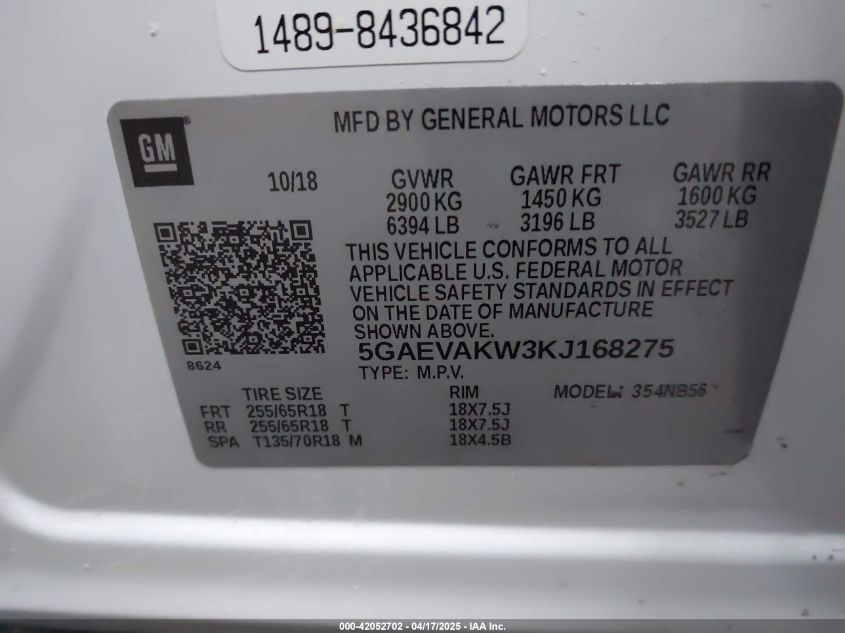 1489-8436842
MFD BY GENERAL MOTORS LLC
GM ®
10/18 GVWR GAWR FRT GAWR RR
2900 KG 1450 KG 1600 KG
6394 LB 3196 LB 3527 LB
THIS VEHICLE CONFORMS TO ALL
APPLICABLE U.S. FEDERAL MOTOR
VEHICLE SAFETY STANDARDS IN EFFECT
ON THE DATE OF MANUFACTURE
SHOWN ABOVE.
5GAEVAKW3KJ168275
8624
TYPE: M.P.V.
TIRE SIZE RIM MODEL: 354NB56
FRT 255/65R18 T 18X7.5J
RR 255/65R18 T 18X7.5J
SPA T135/70R18 M 18X4.5B
000-42052702 - 04/17/2025 - IAA Inc.